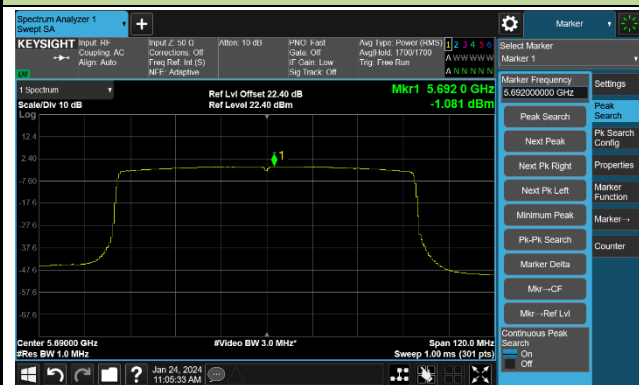 Spectrum Analyzer 1
Swept SA
Marker
KEYSIGHT
Input: RF
Coupling: AC
Align: Auto
Input Z: 50 Ω
Corrections: Off
Freq Ref: Int (S)
NFE: Adaptive
Atten: 10 dB
PNO: Fast
Gate: Off
IF Gain: Low
Sig Track: Off
Avg Type: Power (RMS)
Avg|Hold: 1700/1700
Trig: Free Run
1 2 3 4 5 6
A W W W W W
A N N N N N
Select Marker
Marker 1
1 Spectrum
Scale/Div 10 dB
Log
Ref Lvl Offset 22.40 dB
Ref Level 22.40 dBm
Mkr1 5.692 0 GHz
-1.081 dBm
1
12.4
2.40
-7.60
-17.6
-27.6
-37.6
-47.6
-57.6
-67.6
Center 5.69000 GHz
#Res BW 1.0 MHz
#Video BW 3.0 MHz*
Span 120.0 MHz
Sweep 1.00 ms (301 pts)
Jan 24, 2024
11:05:33 AM
Marker Frequency
5.692000000 GHz
Peak Search
Next Peak
Next Pk Right
Next Pk Left
Minimum Peak
Pk-Pk Search
Marker Delta
Mkr→CF
Mkr→Ref Lvl
Continuous Peak
Search
On
Off
Settings
Peak
Search
Pk Search
Config
Properties
Marker
Function
Marker→
Counter